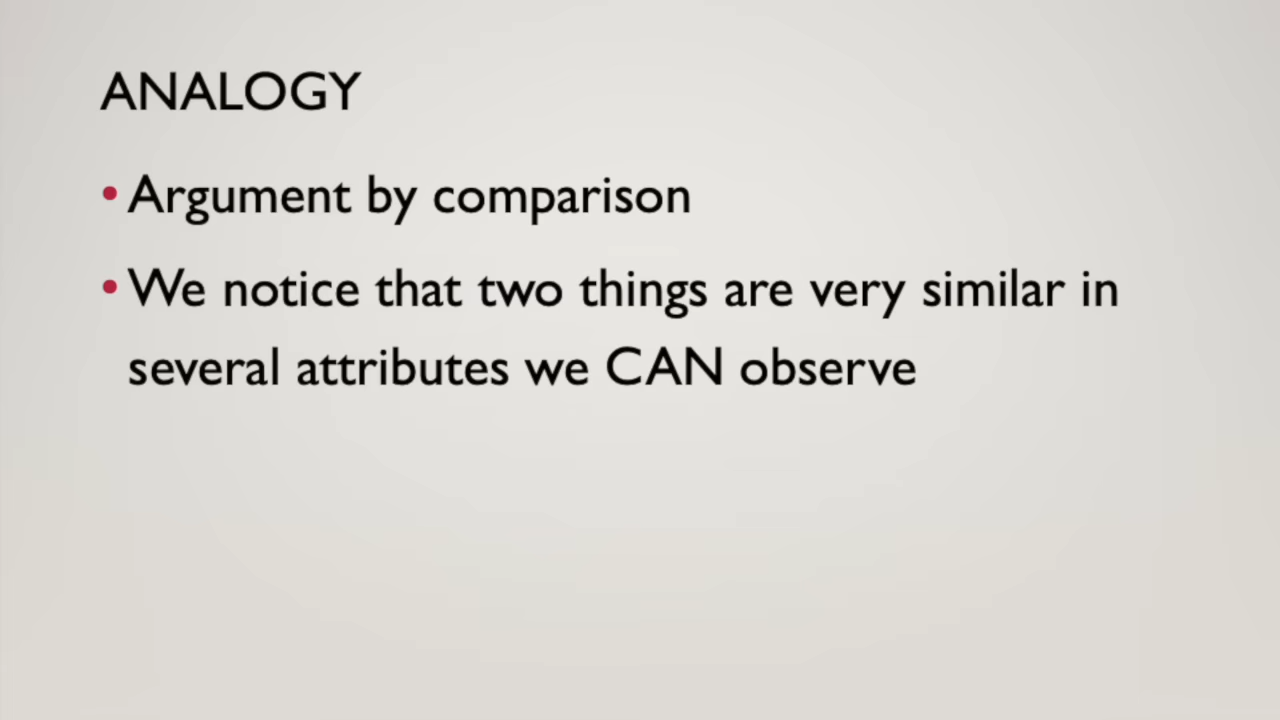 ANALOGY
• Argument by comparison
• We notice that two things are very similar in
several attributes we CAN observe